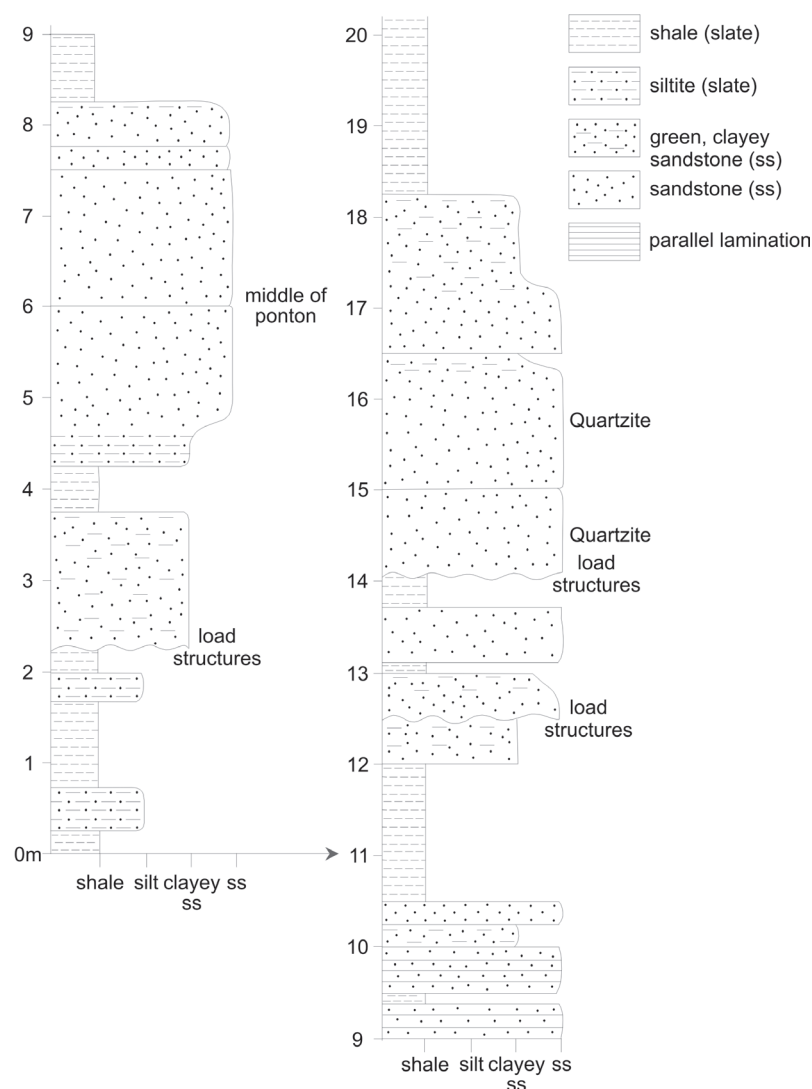 9
8
7
6
5
4
3
2
1
0m
middle of
ponton
load
structures
shale silt clayey ss
ss
20
19
18
17
16
15
14
13
12
11
10
9
Quartzite
Quartzite
load
structures
load
structures
shale silt clayey ss
ss
shale (slate)
siltite (slate)
green, clayey
sandstone (ss)
sandstone (ss)
parallel lamination